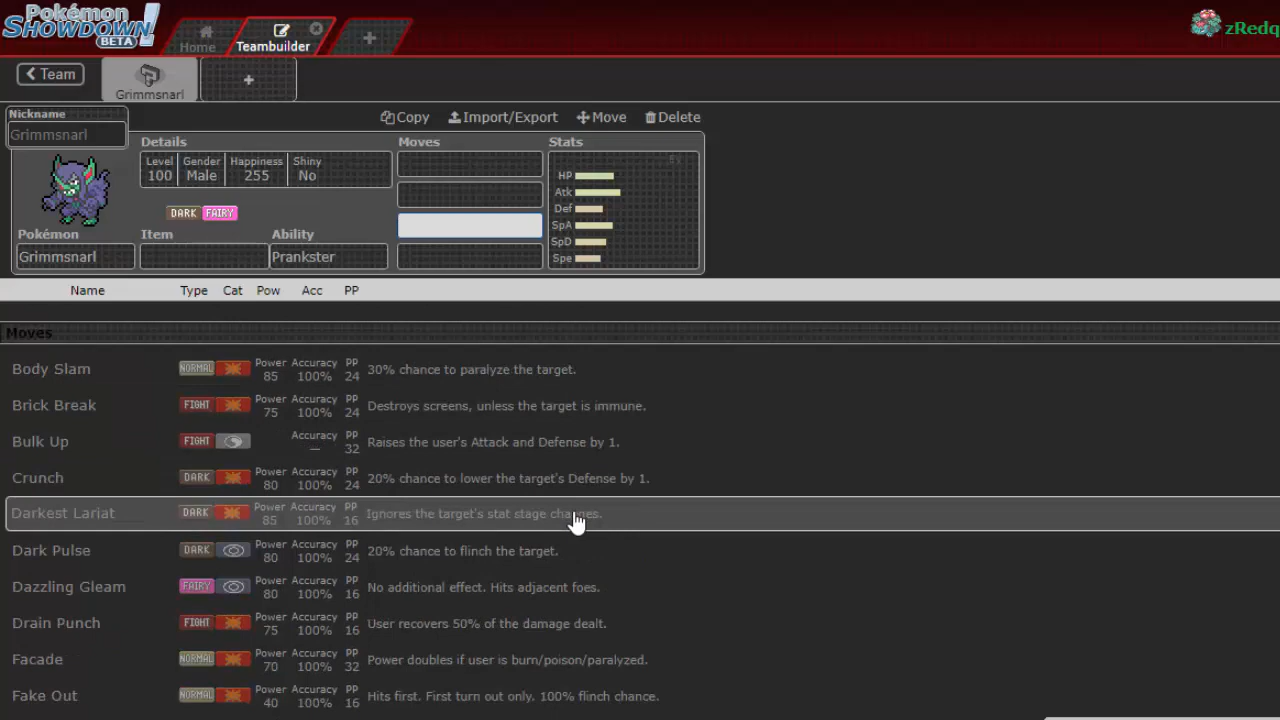 Pokémon
SHOWDOWN!
BETA
Home
Teambuilder
+
zRedq
Team
Grimmsnarl
+
Nickname
Grimmsnarl
Copy Import/Export Move Delete
Details
Level Gender Happiness Shiny
100 Male 255 No
DARK FAIRY
Pokémon Item Ability
Grimmsnarl Prankster
Moves
Stats
EV
HP
Atk
Def
SpA
SpD
Spe
Name Type Cat Pow Acc PP
Moves
Body Slam NORMAL Power 85 Accuracy 100% PP 24 30% chance to paralyze the target.
Brick Break FIGHT Power 75 Accuracy 100% PP 24 Destroys screens, unless the target is immune.
Bulk Up FIGHT Accuracy — PP 32 Raises the user's Attack and Defense by 1.
Crunch DARK Power 80 Accuracy 100% PP 24 20% chance to lower the target's Defense by 1.
Darkest Lariat DARK Power 85 Accuracy 100% PP 16 Ignores the target's stat stage changes.
Dark Pulse DARK Power 80 Accuracy 100% PP 24 20% chance to flinch the target.
Dazzling Gleam FAIRY Power 80 Accuracy 100% PP 16 No additional effect. Hits adjacent foes.
Drain Punch FIGHT Power 75 Accuracy 100% PP 16 User recovers 50% of the damage dealt.
Facade NORMAL Power 70 Accuracy 100% PP 32 Power doubles if user is burn/poison/paralyzed.
Fake Out NORMAL Power 40 Accuracy 100% PP 16 Hits first. First turn out only. 100% flinch chance.